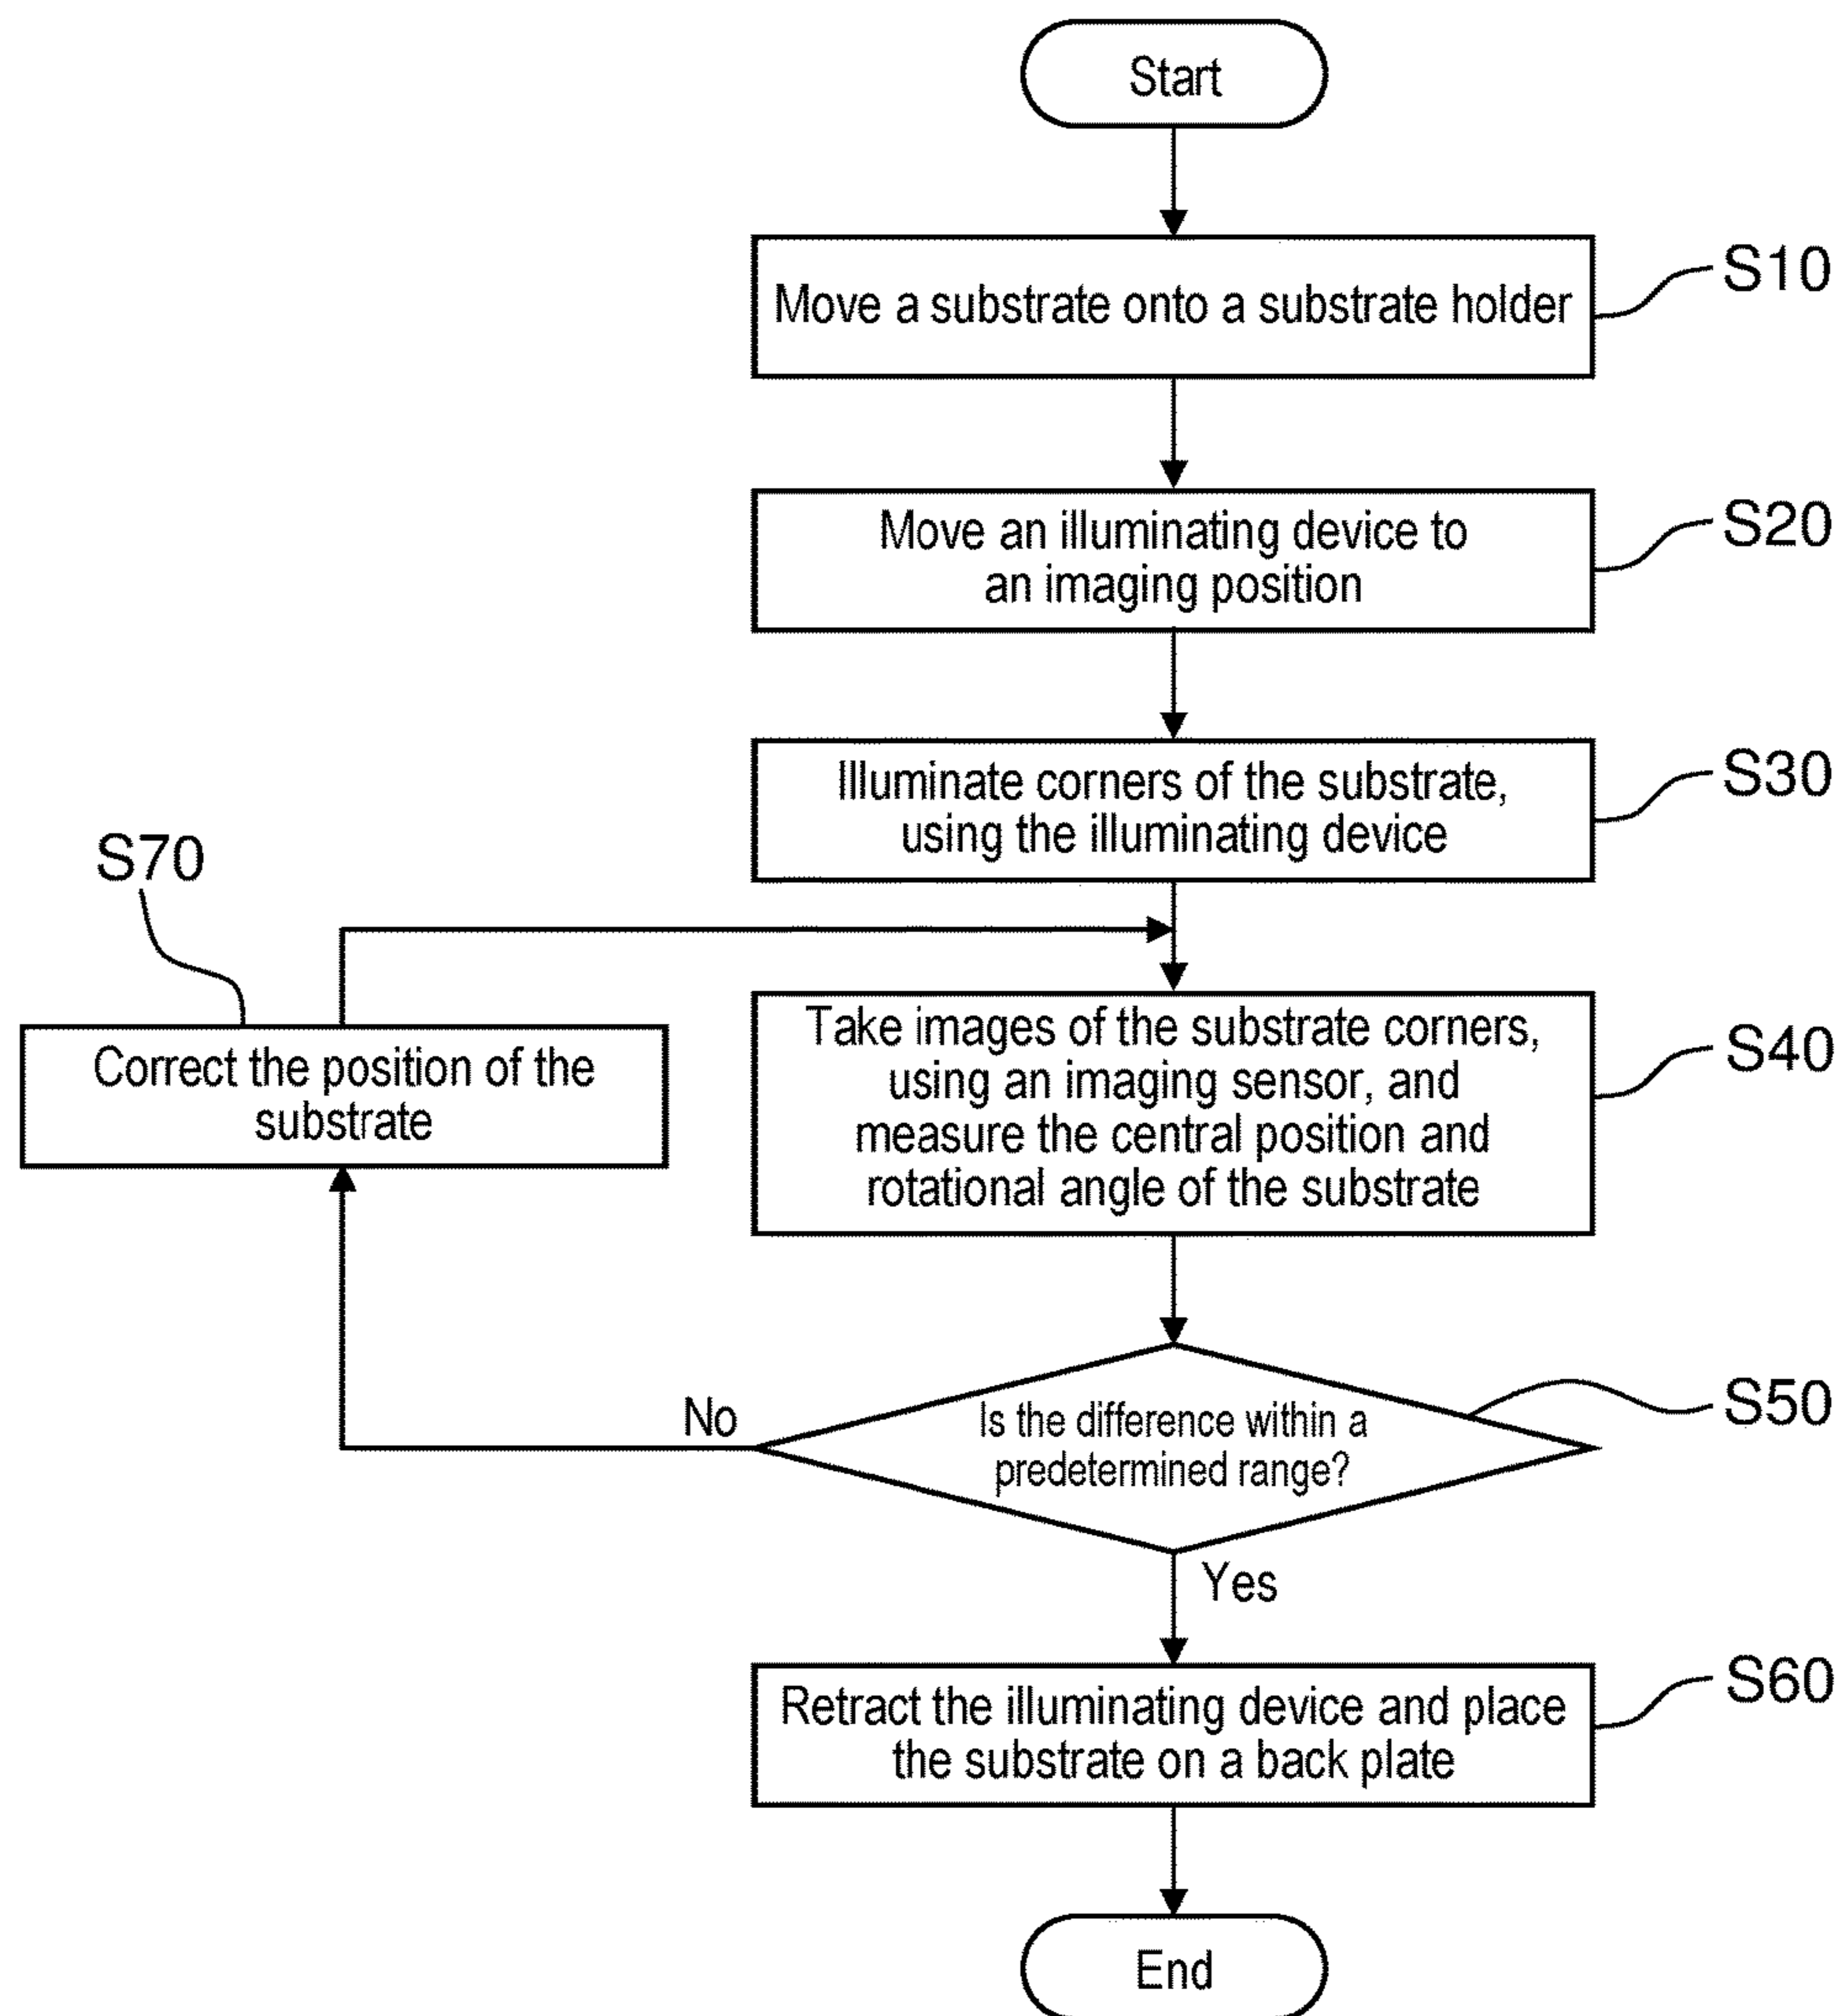 Start
Move a substrate onto a substrate holder
S10
Move an illuminating device to
an imaging position
S20
Illuminate corners of the substrate,
using the illuminating device
S30
S70
Correct the position of the
substrate
Take images of the substrate corners,
using an imaging sensor, and
measure the central position and
rotational angle of the substrate
S40
No
Is the difference within a
predetermined range?
S50
Yes
Retract the illuminating device and place
the substrate on a back plate
S60
End